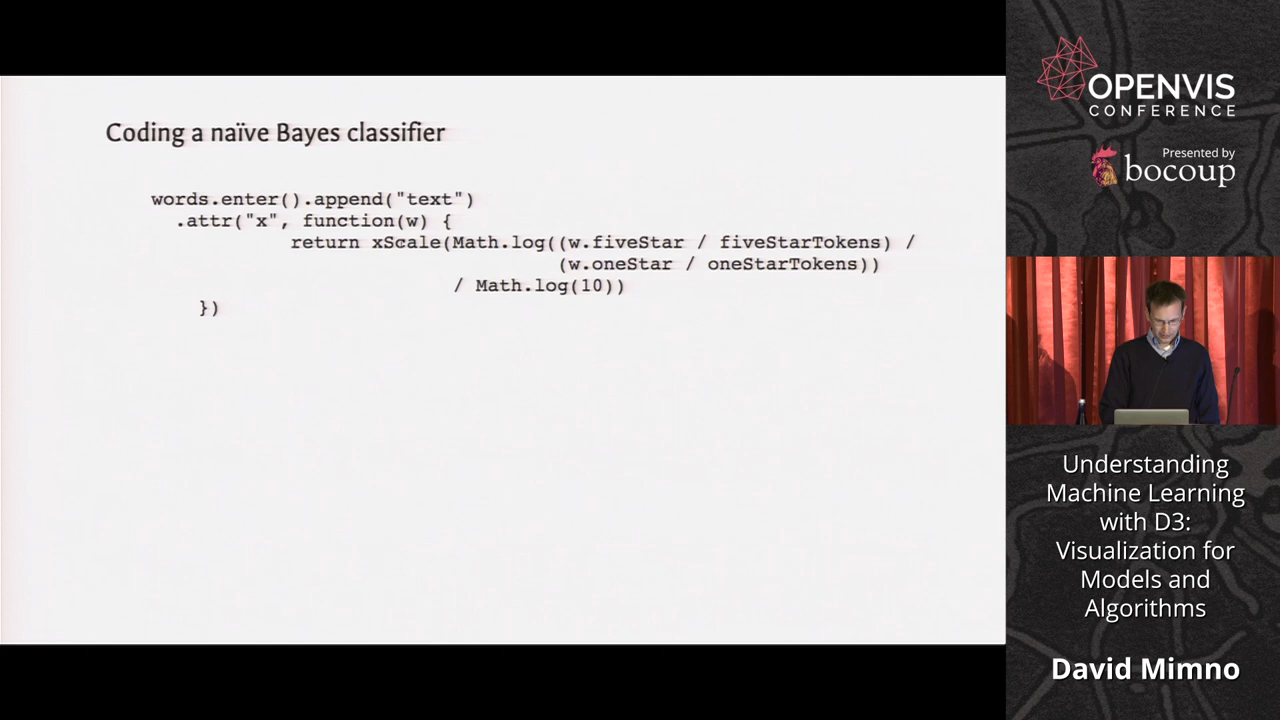 Coding a naïve Bayes classifier
words.enter().append("text")
.attr("x", function(w) {
return xScale(Math.log((w.fiveStar / fiveStarTokens) /
(w.oneStar / oneStarTokens))
/ Math.log(10))
})
OPENVIS
CONFERENCE
Presented by
bocoup
Understanding
Machine Learning
with D3:
Visualization for
Models and
Algorithms
David Mimno